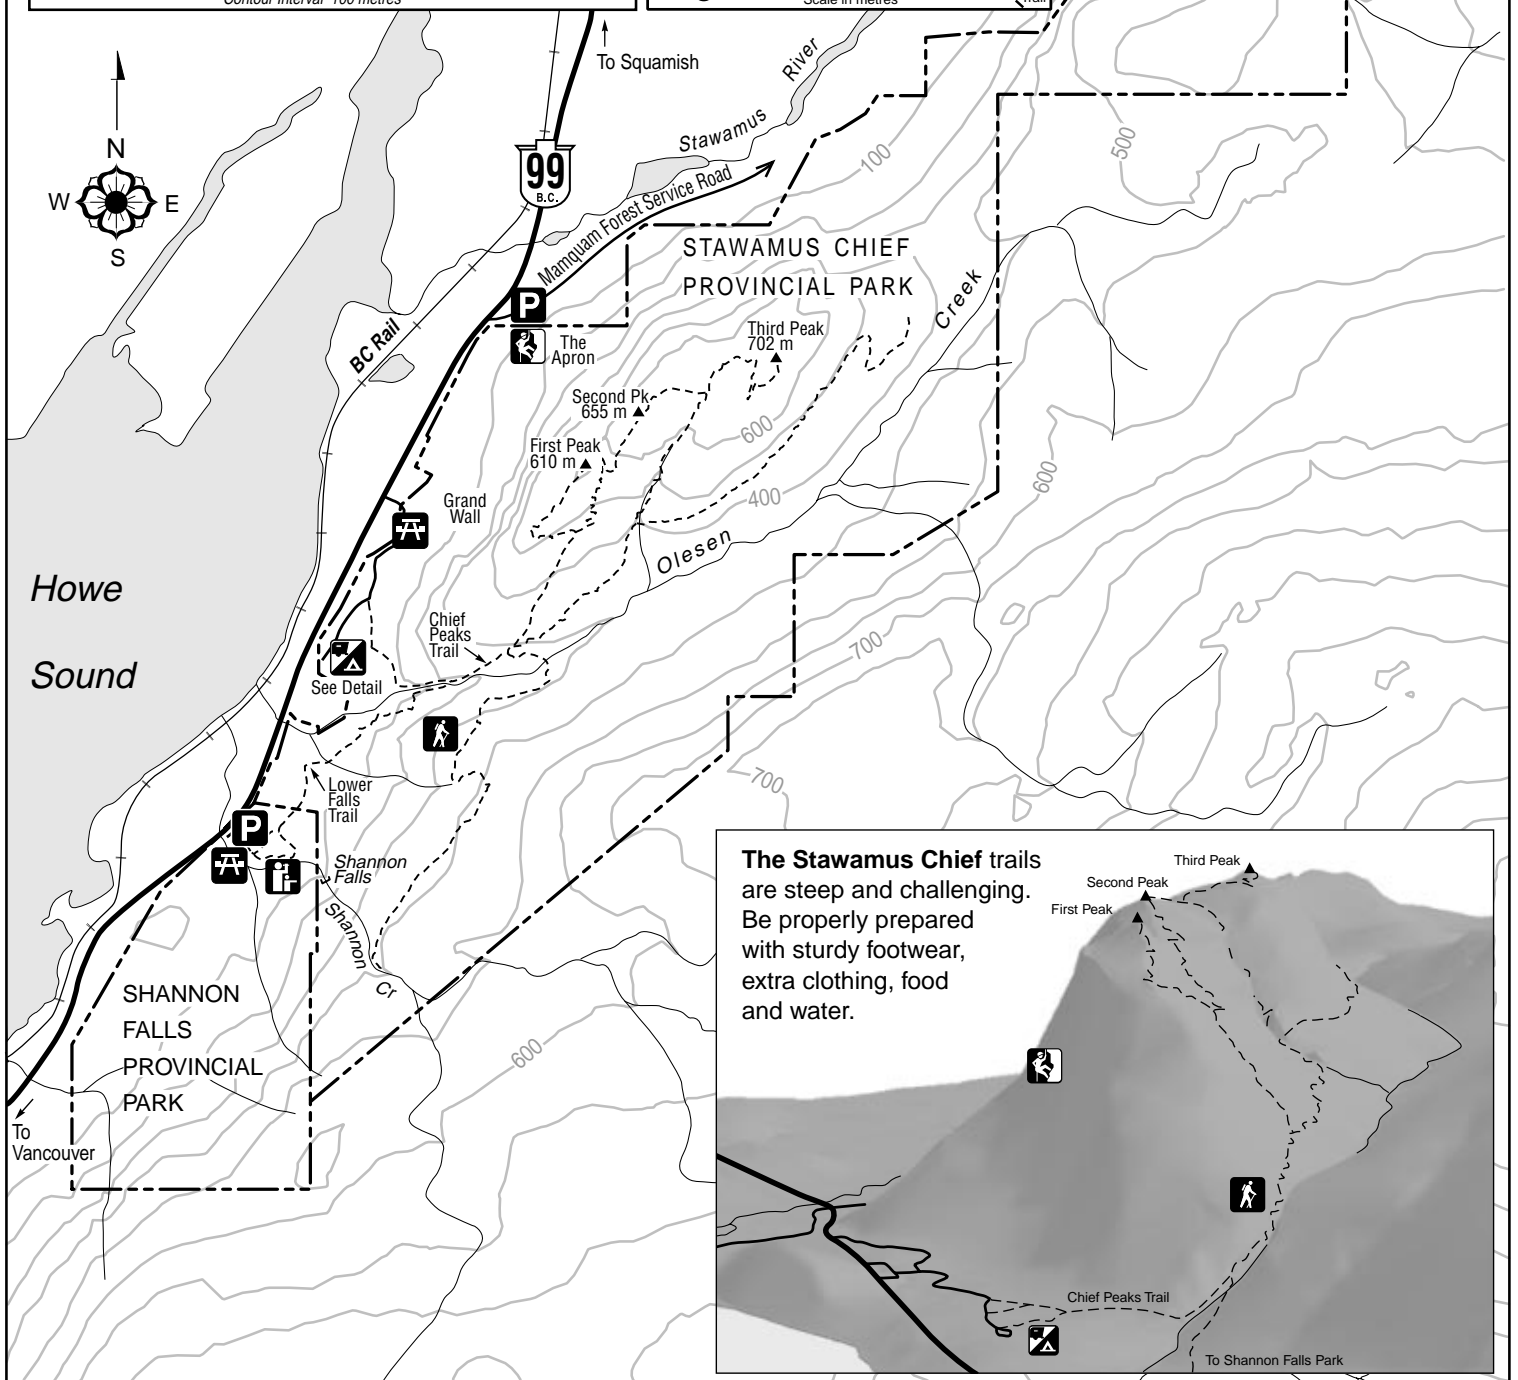 Contour Interval 100 metres
Scale in metres
Trail
To Squamish
River
Stawamus
N
W
E
S
99
B.C.
100
500
Mamquam Forest Service Road
STAWAMUS CHIEF
PROVINCIAL PARK
Creek
P
BC Rail
The
Apron
Third Peak
702 m
Second Pk
655 m
600
First Peak
610 m
600
Grand
Wall
400
Olesen
Howe
Sound
Chief
Peaks
Trail
700
See Detail
Lower
Falls
Trail
700
P
Shannon
Falls
Shannon
Cr
SHANNON
FALLS
PROVINCIAL
PARK
600
To
Vancouver
The Stawamus Chief trails
are steep and challenging.
Be properly prepared
with sturdy footwear,
extra clothing, food
and water.
Third Peak
Second Peak
First Peak
Chief Peaks Trail
To Shannon Falls Park